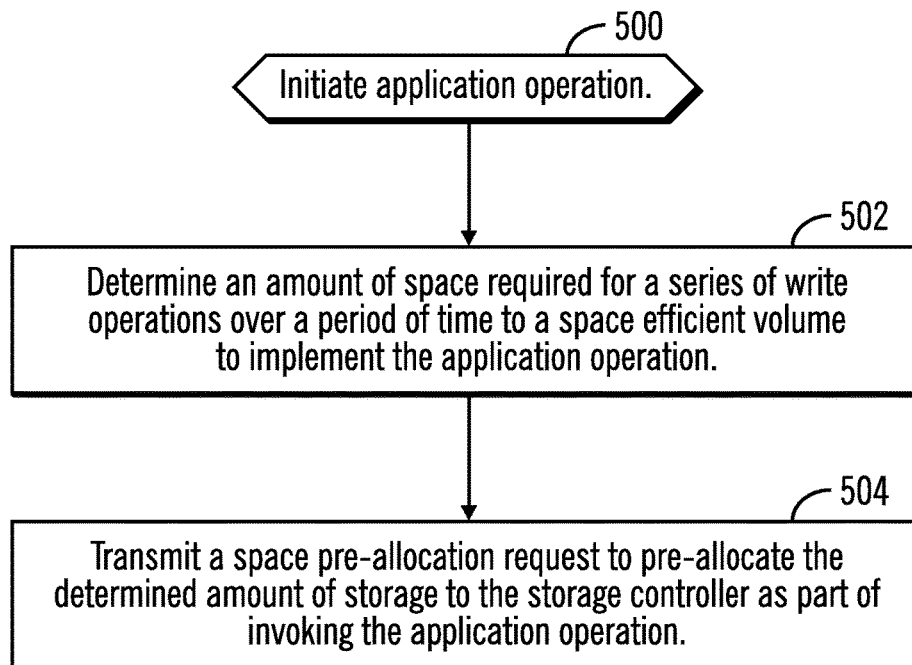 500
Initiate application operation.
502
Determine an amount of space required for a series of write
operations over a period of time to a space efficient volume
to implement the application operation.
504
Transmit a space pre-allocation request to pre-allocate the
determined amount of storage to the storage controller as part of
invoking the application operation.